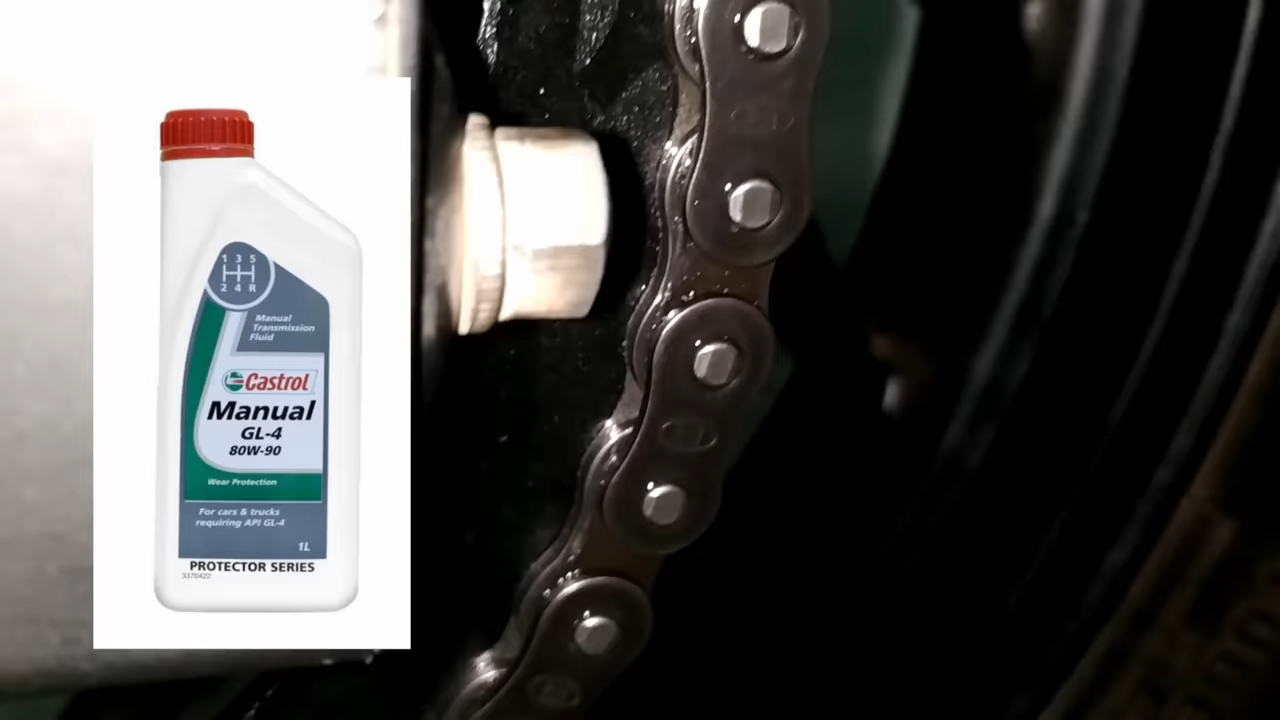 1 3 5
2 4 R
Manual
Transmission
Fluid
Castrol
Manual
GL-4
80W-90
Wear Protection
For cars & trucks
requiring API GL-4
1L
PROTECTOR SERIES
3370422